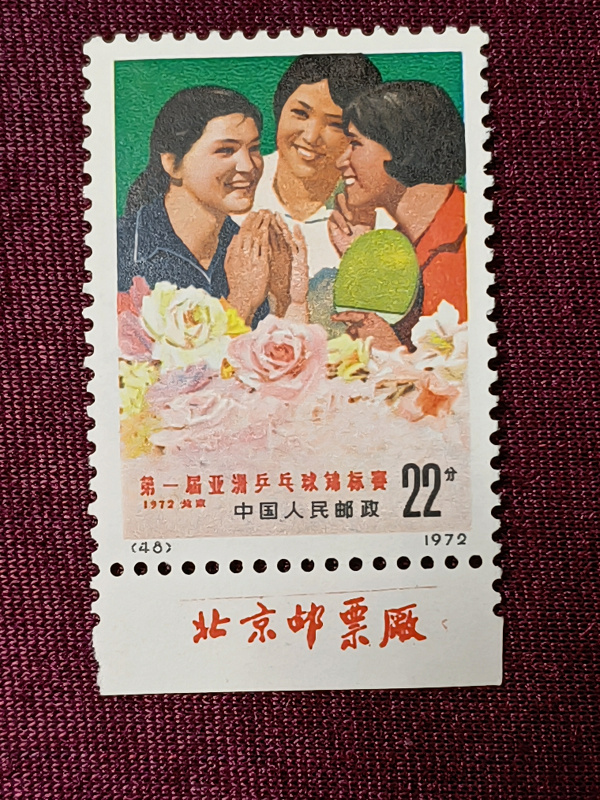 第一届亚洲乒乓球锦标赛
1972 北京
中国人民邮政
22分
(48)
1972
北京邮票厰